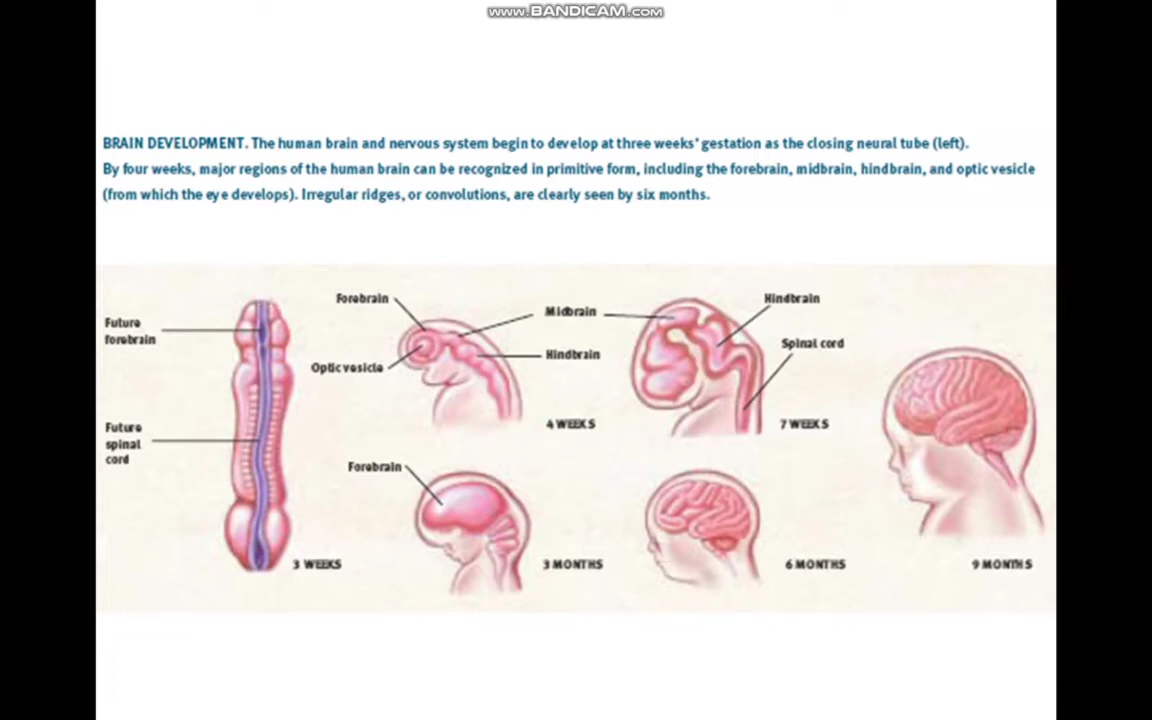 www.BANDICAM.com
BRAIN DEVELOPMENT. The human brain and nervous system begin to develop at three weeks' gestation as the closing neural tube (left).
By four weeks, major regions of the human brain can be recognized in primitive form, including the forebrain, midbrain, hindbrain, and optic vesicle
(from which the eye develops). Irregular ridges, or convolutions, are clearly seen by six months.
Future
forebrain
Future
spinal
cord
3 WEEKS
Forebrain
Optic vesicle
Midbrain
Hindbrain
4 WEEKS
Hindbrain
Spinal cord
7 WEEKS
Forebrain
3 MONTHS
6 MONTHS
9 MONTHS